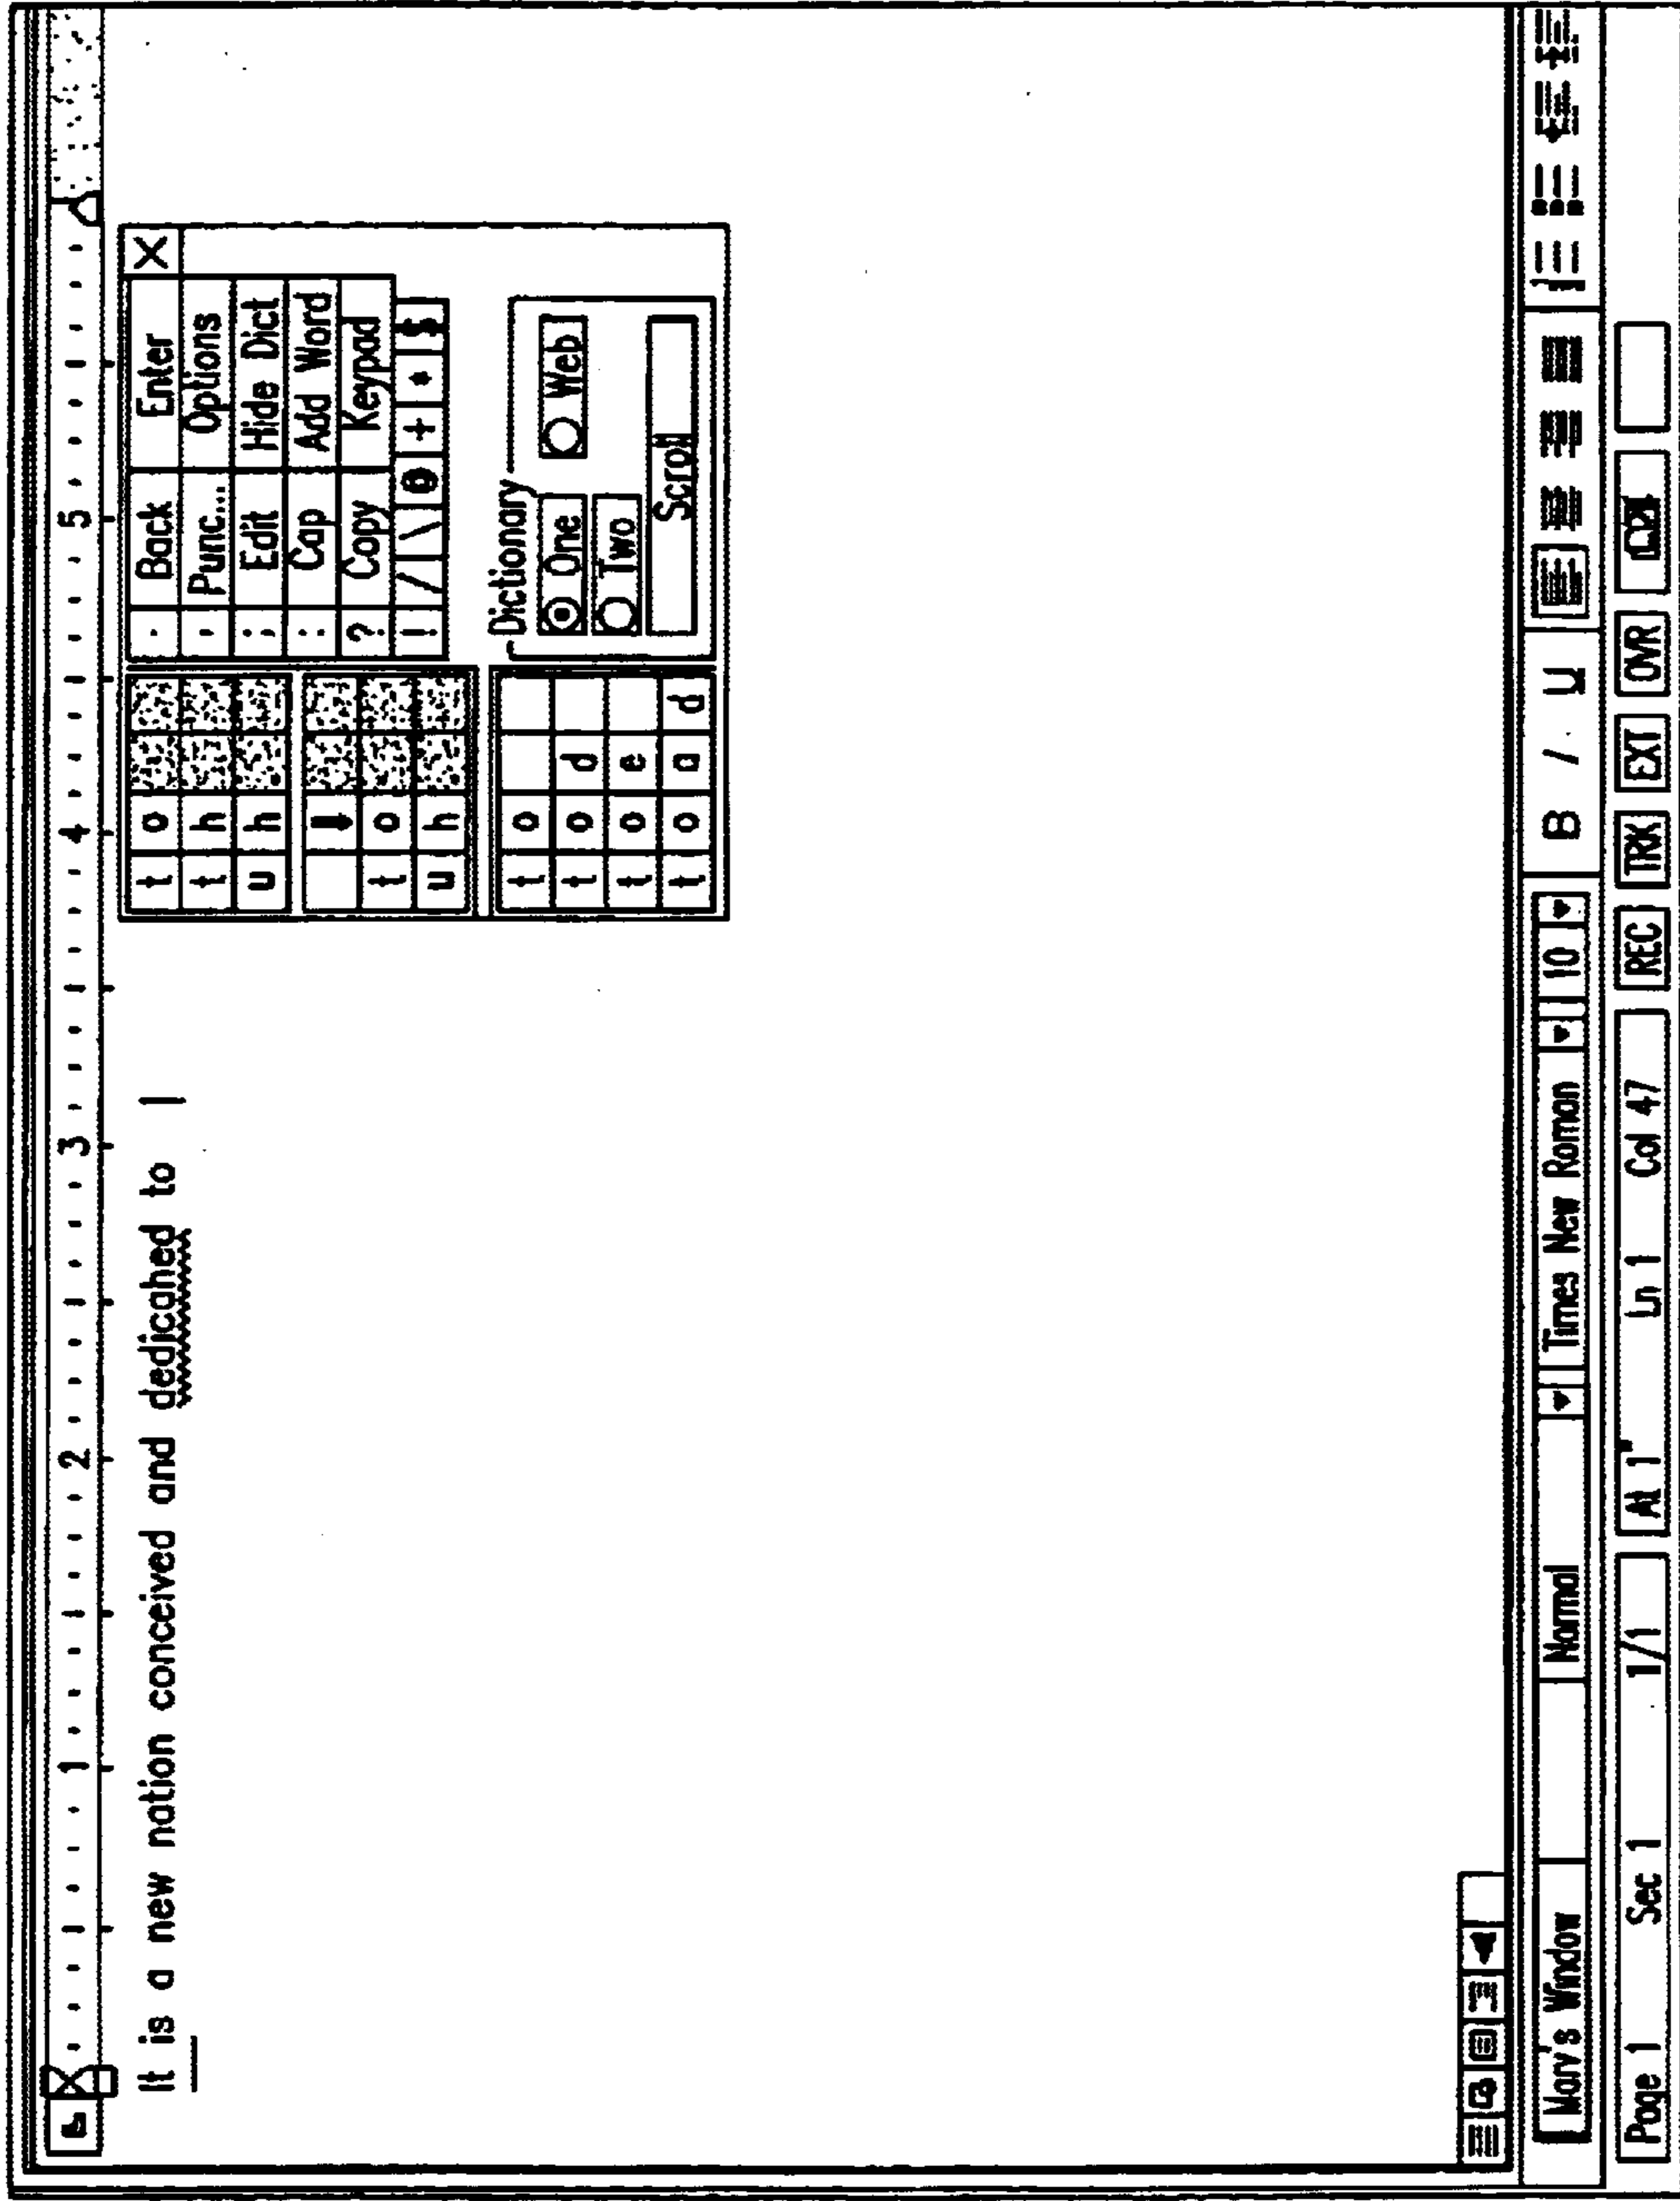 1 2 3 4 5
It is a new nation conceived and dedicahed to
. Back Enter X
, Punc... Options
; Edit Hide Dict
: Cap Add Word
? Copy Keypad
! / \ @ + * $
t o
t h
u h
t o
u h
t o
t o d
t o e
t o a d
Dictionary
One Web
Two
Scroll
Marv's Window Normal Times New Roman 10 B / U
Page 1 Sec 1 1/1 At 1" Ln 1 Col 47 REC TRK EXT OVR